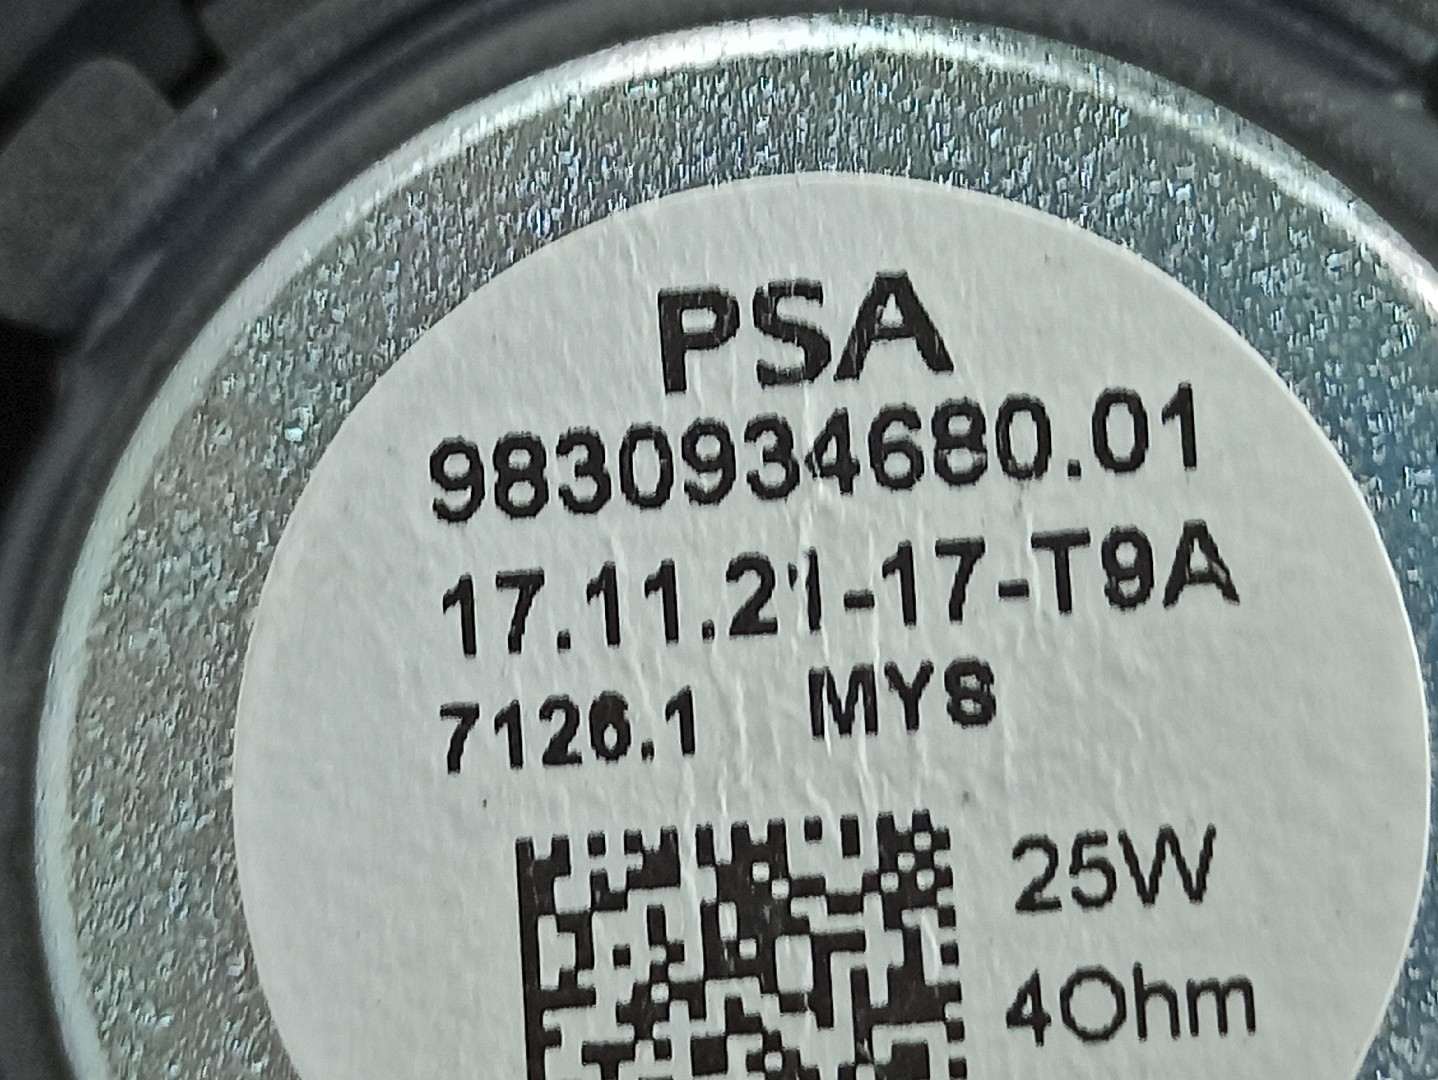 PSA
9830934680.01
17.11.21-17-T9A
7126.1 MYS
25W
4Ohm